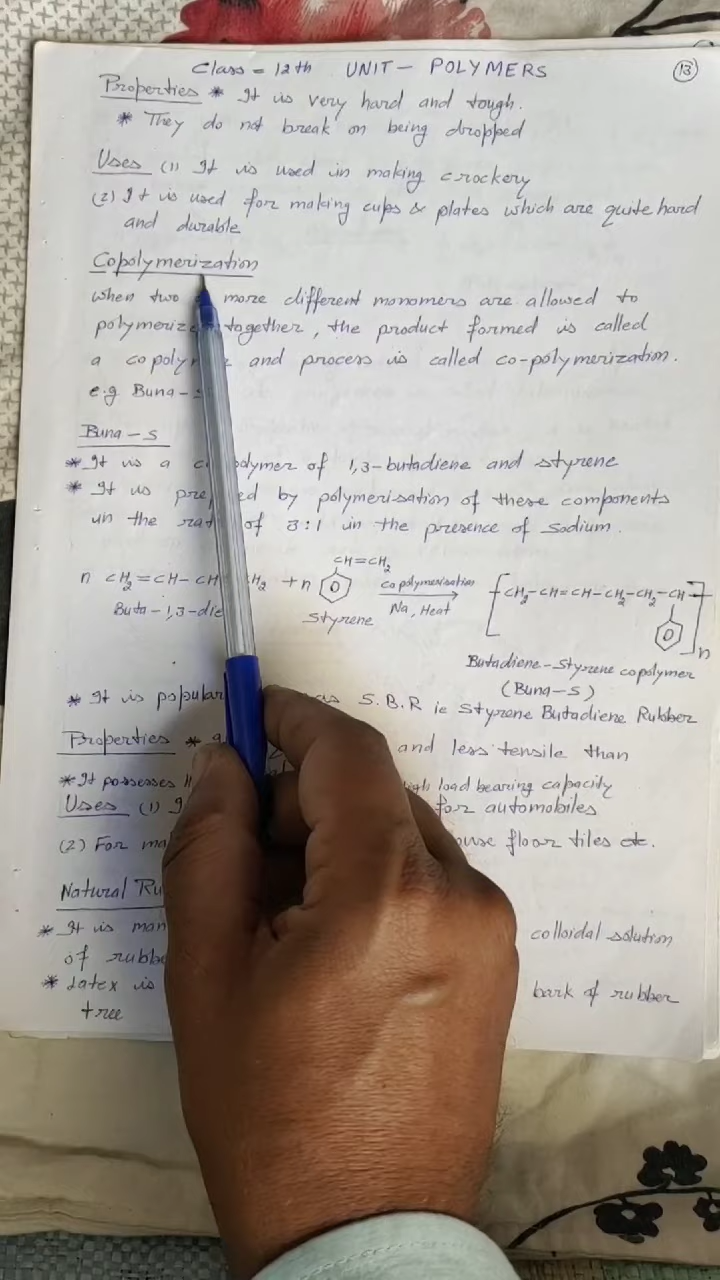 Class = 12th UNIT - POLYMERS
13
Properties * It is very hard and tough.
* They do not break on being dropped
Uses (1) It is used in making crockery
(2) It is used for making cups & plates which are quite hard
and durable
Copolymerization
When two more different monomers are allowed to
polymerize together, the product formed is called
a copoly and process is called co-polymerization.
e.g Buna-
Buna-S
* It is a polymer of 1,3-butadiene and styrene
* It is pre ed by polymerisation of these components
in the rat of 3:1 in the presence of sodium.
CH=CH2
n CH2=CH-CH H2 + n copolymerisation [CH2-CH=CH-CH2-CH2-CH]n
Buta-1,3-die Styrene Na, Heat
Butadiene-Styrene copolymer
(Buna-S)
* It is popular as S.B.R ie Styrene Butadiene Rubber
Properties * and less tensile than
* It possesses high load bearing capacity
Uses (1) I for automobiles
(2) For ma floor tiles etc.
Natural Ru
* It is man colloidal solution
of rubbe
* Latex is bark of rubber
tree